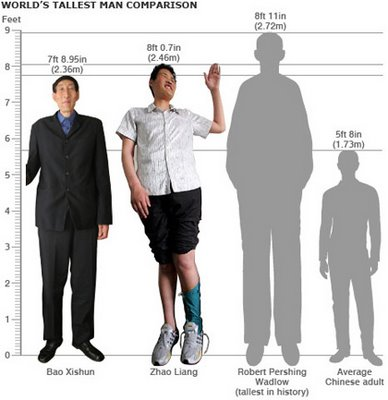 WORLD'S TALLEST MAN COMPARISON
Feet
8ft 11in
(2.72m)
9
8ft 0.7in
(2.46m)
7ft 8.95in
(2.36m)
8
7
5ft 8in
(1.73m)
6
5
4
3
2
1
0
Bao Xishun
Zhao Liang
Robert Pershing
Wadlow
(tallest in history)
Average
Chinese adult